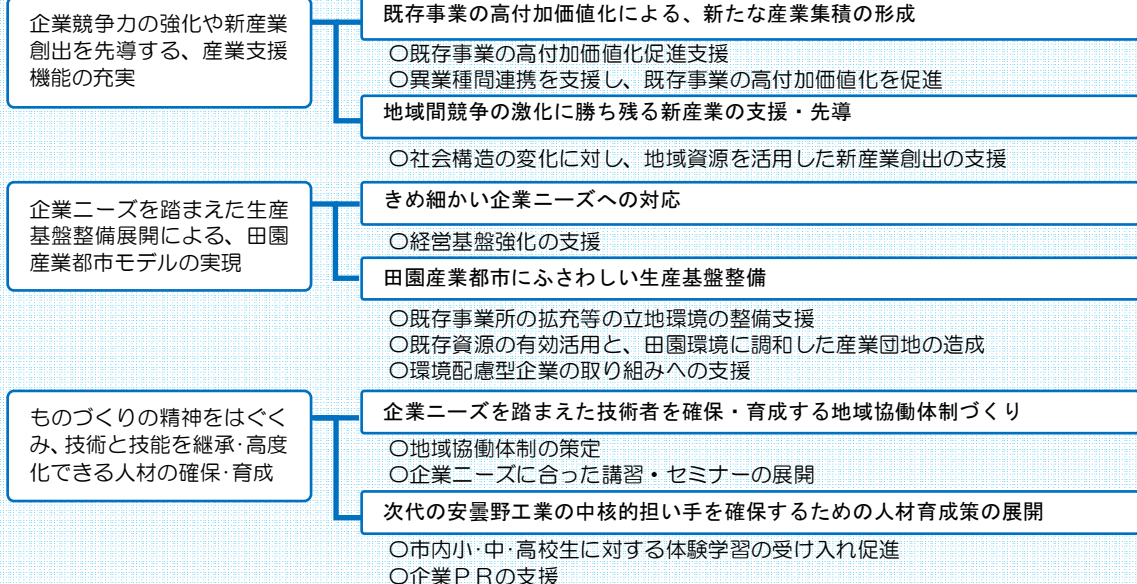 企業競争力の強化や新産業
創出を先導する、産業支援
機能の充実
既存事業の高付加価値化による、新たな産業集積の形成
〇既存事業の高付加価値化促進支援
〇異業種間連携を支援し、既存事業の高付加価値化を促進
地域間競争の激化に勝ち残る新産業の支援・先導
〇社会構造の変化に対し、地域資源を活用した新産業創出の支援
企業ニーズを踏まえた生産
基盤整備展開による、田園
産業都市モデルの実現
きめ細かい企業ニーズへの対応
〇経営基盤強化の支援
田園産業都市にふさわしい生産基盤整備
〇既存事業所の拡充等の立地環境の整備支援
〇既存資源の有効活用と、田園環境に調和した産業団地の造成
〇環境配慮型企業の取り組みへの支援
ものづくりの精神をはぐく
み、技術と技能を継承・高度
化できる人材の確保・育成
企業ニーズを踏まえた技術者を確保・育成する地域協働体制づくり
〇地域協働体制の策定
〇企業ニーズに合った講習・セミナーの展開
次代の安曇野工業の中核的担い手を確保するための人材育成策の展開
〇市内小・中・高校生に対する体験学習の受け入れ促進
〇企業ＰＲの支援